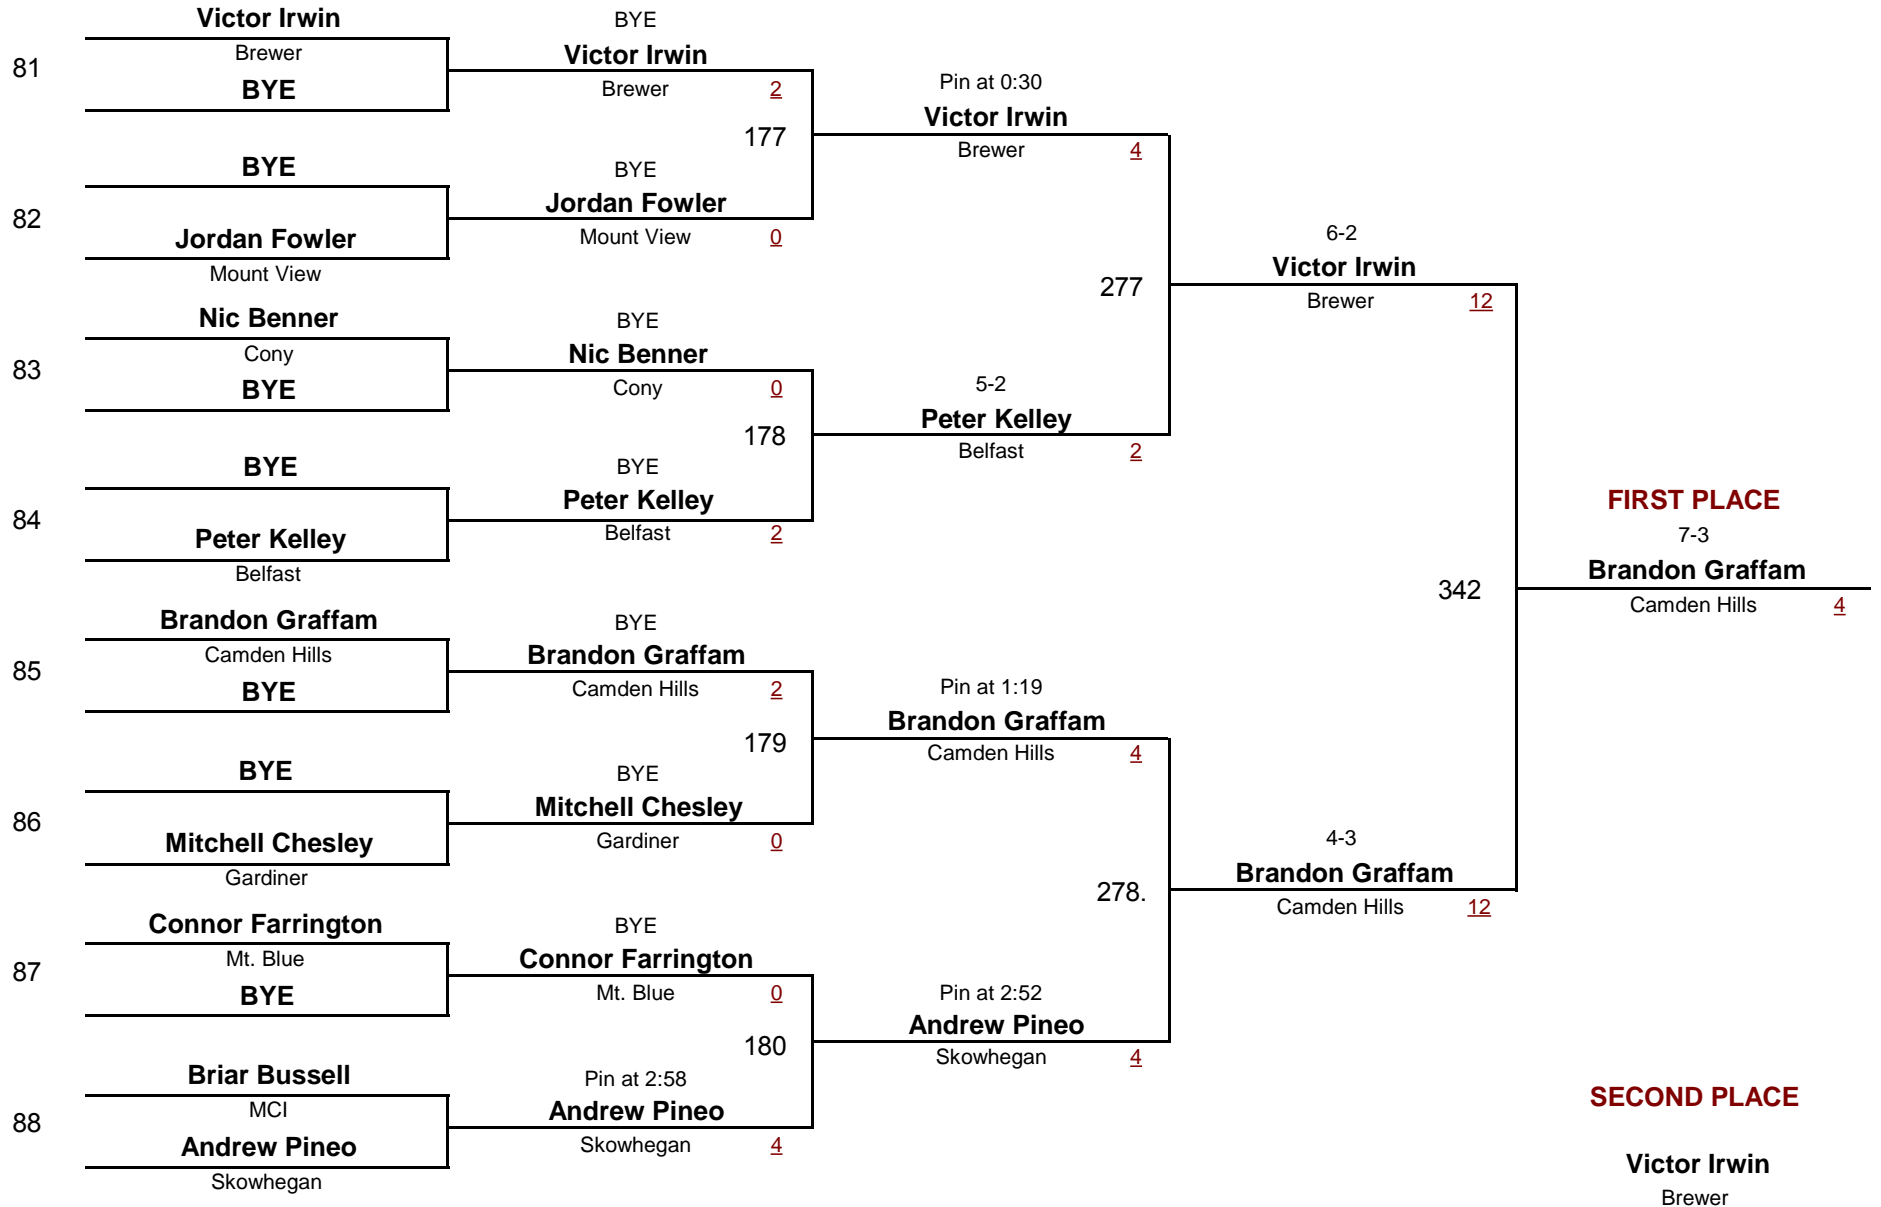 Victor Irwin
81
Brewer
BYE
BYE
82
Jordan Fowler
Mount View
Nic Benner
83
Cony
BYE
BYE
84
Peter Kelley
Belfast
Brandon Graffam
85
Camden Hills
BYE
BYE
86
Mitchell Chesley
Gardiner
Connor Farrington
87
Mt. Blue
BYE
Briar Bussell
88
MCI
Andrew Pineo
Skowhegan
BYE
Victor Irwin
Brewer 2
177
BYE
Jordan Fowler
Mount View 0
BYE
Nic Benner
Cony 0
178
BYE
Peter Kelley
Belfast 2
BYE
Brandon Graffam
Camden Hills 2
179
BYE
Mitchell Chesley
Gardiner 0
BYE
Connor Farrington
Mt. Blue 0
180
Pin at 2:58
Andrew Pineo
Skowhegan 4
Pin at 0:30
Victor Irwin
Brewer 4
277
5-2
Peter Kelley
Belfast 2
Pin at 1:19
Brandon Graffam
Camden Hills 4
278.
Pin at 2:52
Andrew Pineo
Skowhegan 4
6-2
Victor Irwin
Brewer 12
342
4-3
Brandon Graffam
Camden Hills 12
FIRST PLACE
7-3
Brandon Graffam
Camden Hills 4
SECOND PLACE
Victor Irwin
Brewer